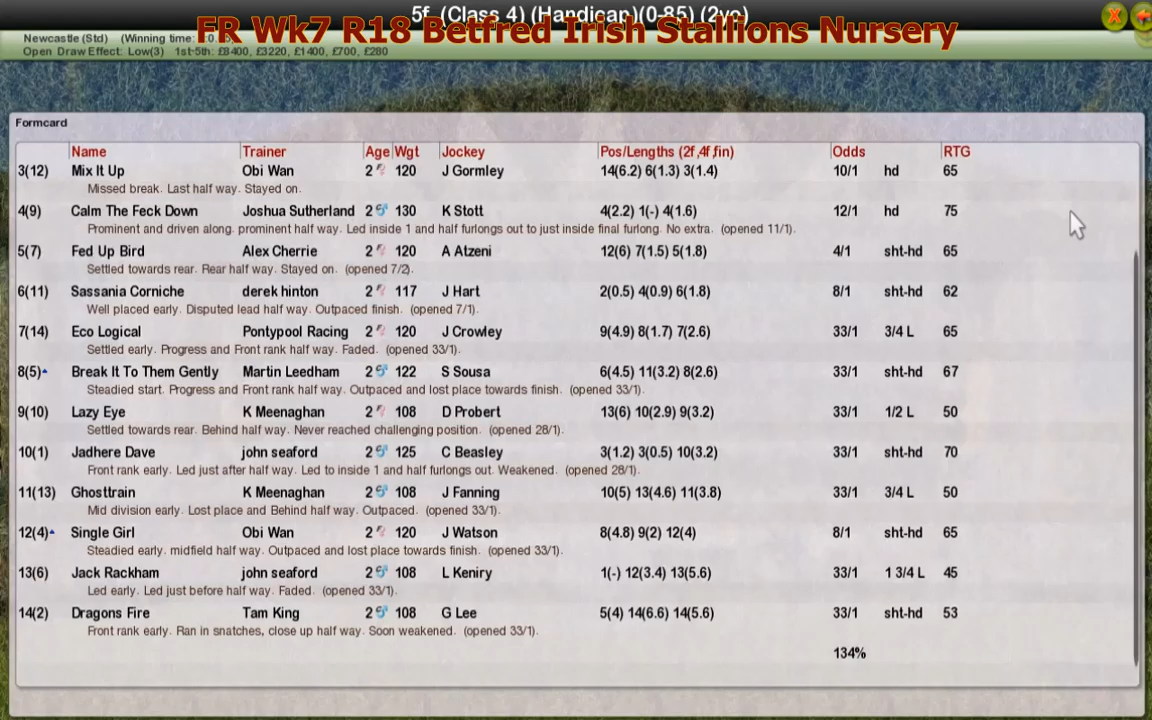 5f, (Class 4) (Handicap)(0-85) (2yo)
FR Wk7 R18 Betfred Irish Stallions Nursery
Newcastle (Std) (Winning time:
Open Draw Effect: Low(3) 1st-5th: £8400, £3220, £1400, £700, £280
Formcard
Name Trainer Age Wgt Jockey Pos/Lengths (2f,4f,fin) Odds RTG
3(12) Mix It Up Obi Wan 2 120 J Gormley 14(6.2) 6(1.3) 3(1.4) 10/1 hd 65
Missed break. Last half way. Stayed on.
4(9) Calm The Feck Down Joshua Sutherland 2 130 K Stott 4(2.2) 1(-) 4(1.6) 12/1 hd 75
Prominent and driven along. prominent half way. Led inside 1 and half furlongs out to just inside final furlong. No extra. (opened 11/1).
5(7) Fed Up Bird Alex Cherrie 2 120 A Atzeni 12(6) 7(1.5) 5(1.8) 4/1 sht-hd 65
Settled towards rear. Rear half way. Stayed on. (opened 7/2).
6(11) Sassania Corniche derek hinton 2 117 J Hart 2(0.5) 4(0.9) 6(1.8) 8/1 sht-hd 62
Well placed early. Disputed lead half way. Outpaced finish. (opened 7/1).
7(14) Eco Logical Pontypool Racing 2 120 J Crowley 9(4.9) 8(1.7) 7(2.6) 33/1 3/4 L 65
Settled early. Progress and Front rank half way. Faded. (opened 33/1).
8(5) Break It To Them Gently Martin Leedham 2 122 S Sousa 6(4.5) 11(3.2) 8(2.6) 33/1 sht-hd 67
Steadied start. Progress and Front rank half way. Outpaced and lost place towards finish. (opened 33/1).
9(10) Lazy Eye K Meenaghan 2 108 D Probert 13(6) 10(2.9) 9(3.2) 33/1 1/2 L 50
Settled towards rear. Behind half way. Never reached challenging position. (opened 28/1).
10(1) Jadhere Dave john seaford 2 125 C Beasley 3(1.2) 3(0.5) 10(3.2) 33/1 sht-hd 70
Front rank early. Led just after half way. Led to inside 1 and half furlongs out. Weakened. (opened 28/1).
11(13) Ghosttrain K Meenaghan 2 108 J Fanning 10(5) 13(4.6) 11(3.8) 33/1 3/4 L 50
Mid division early. Lost place and Behind half way. Outpaced. (opened 33/1).
12(4) Single Girl Obi Wan 2 120 J Watson 8(4.8) 9(2) 12(4) 8/1 sht-hd 65
Steadied early. midfield half way. Outpaced and lost place towards finish. (opened 33/1).
13(6) Jack Rackham john seaford 2 108 L Keniry 1(-) 12(3.4) 13(5.6) 33/1 1 3/4 L 45
Led early. Led just before half way. Faded. (opened 33/1).
14(2) Dragons Fire Tam King 2 108 G Lee 5(4) 14(6.6) 14(5.6) 33/1 sht-hd 53
Front rank early. Ran in snatches, close up half way. Soon weakened. (opened 33/1).
134%